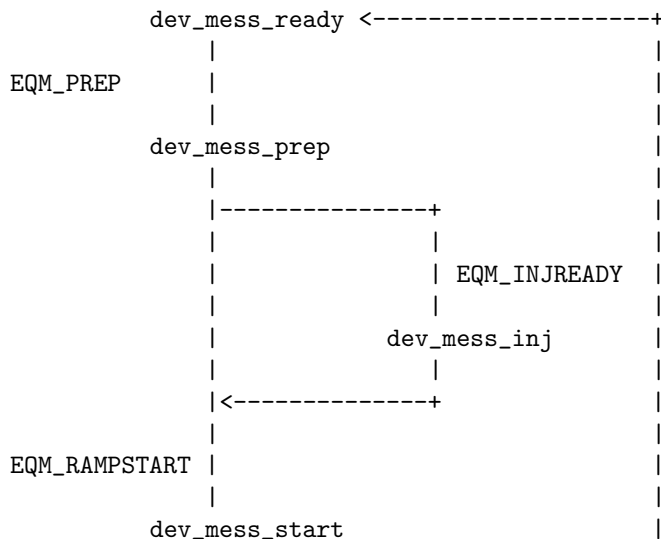 dev_mess_ready <--------------------+
|                          |
EQM_PREP      |                          |
|                          |
dev_mess_prep                       |
|                          |
|---------------+          |
|               |          |
|               | EQM_INJREADY  |
|               |          |
|            dev_mess_inj       |
|               |          |
|<--------------+          |
|                          |
EQM_RAMPSTART |                          |
|                          |
dev_mess_start                      |